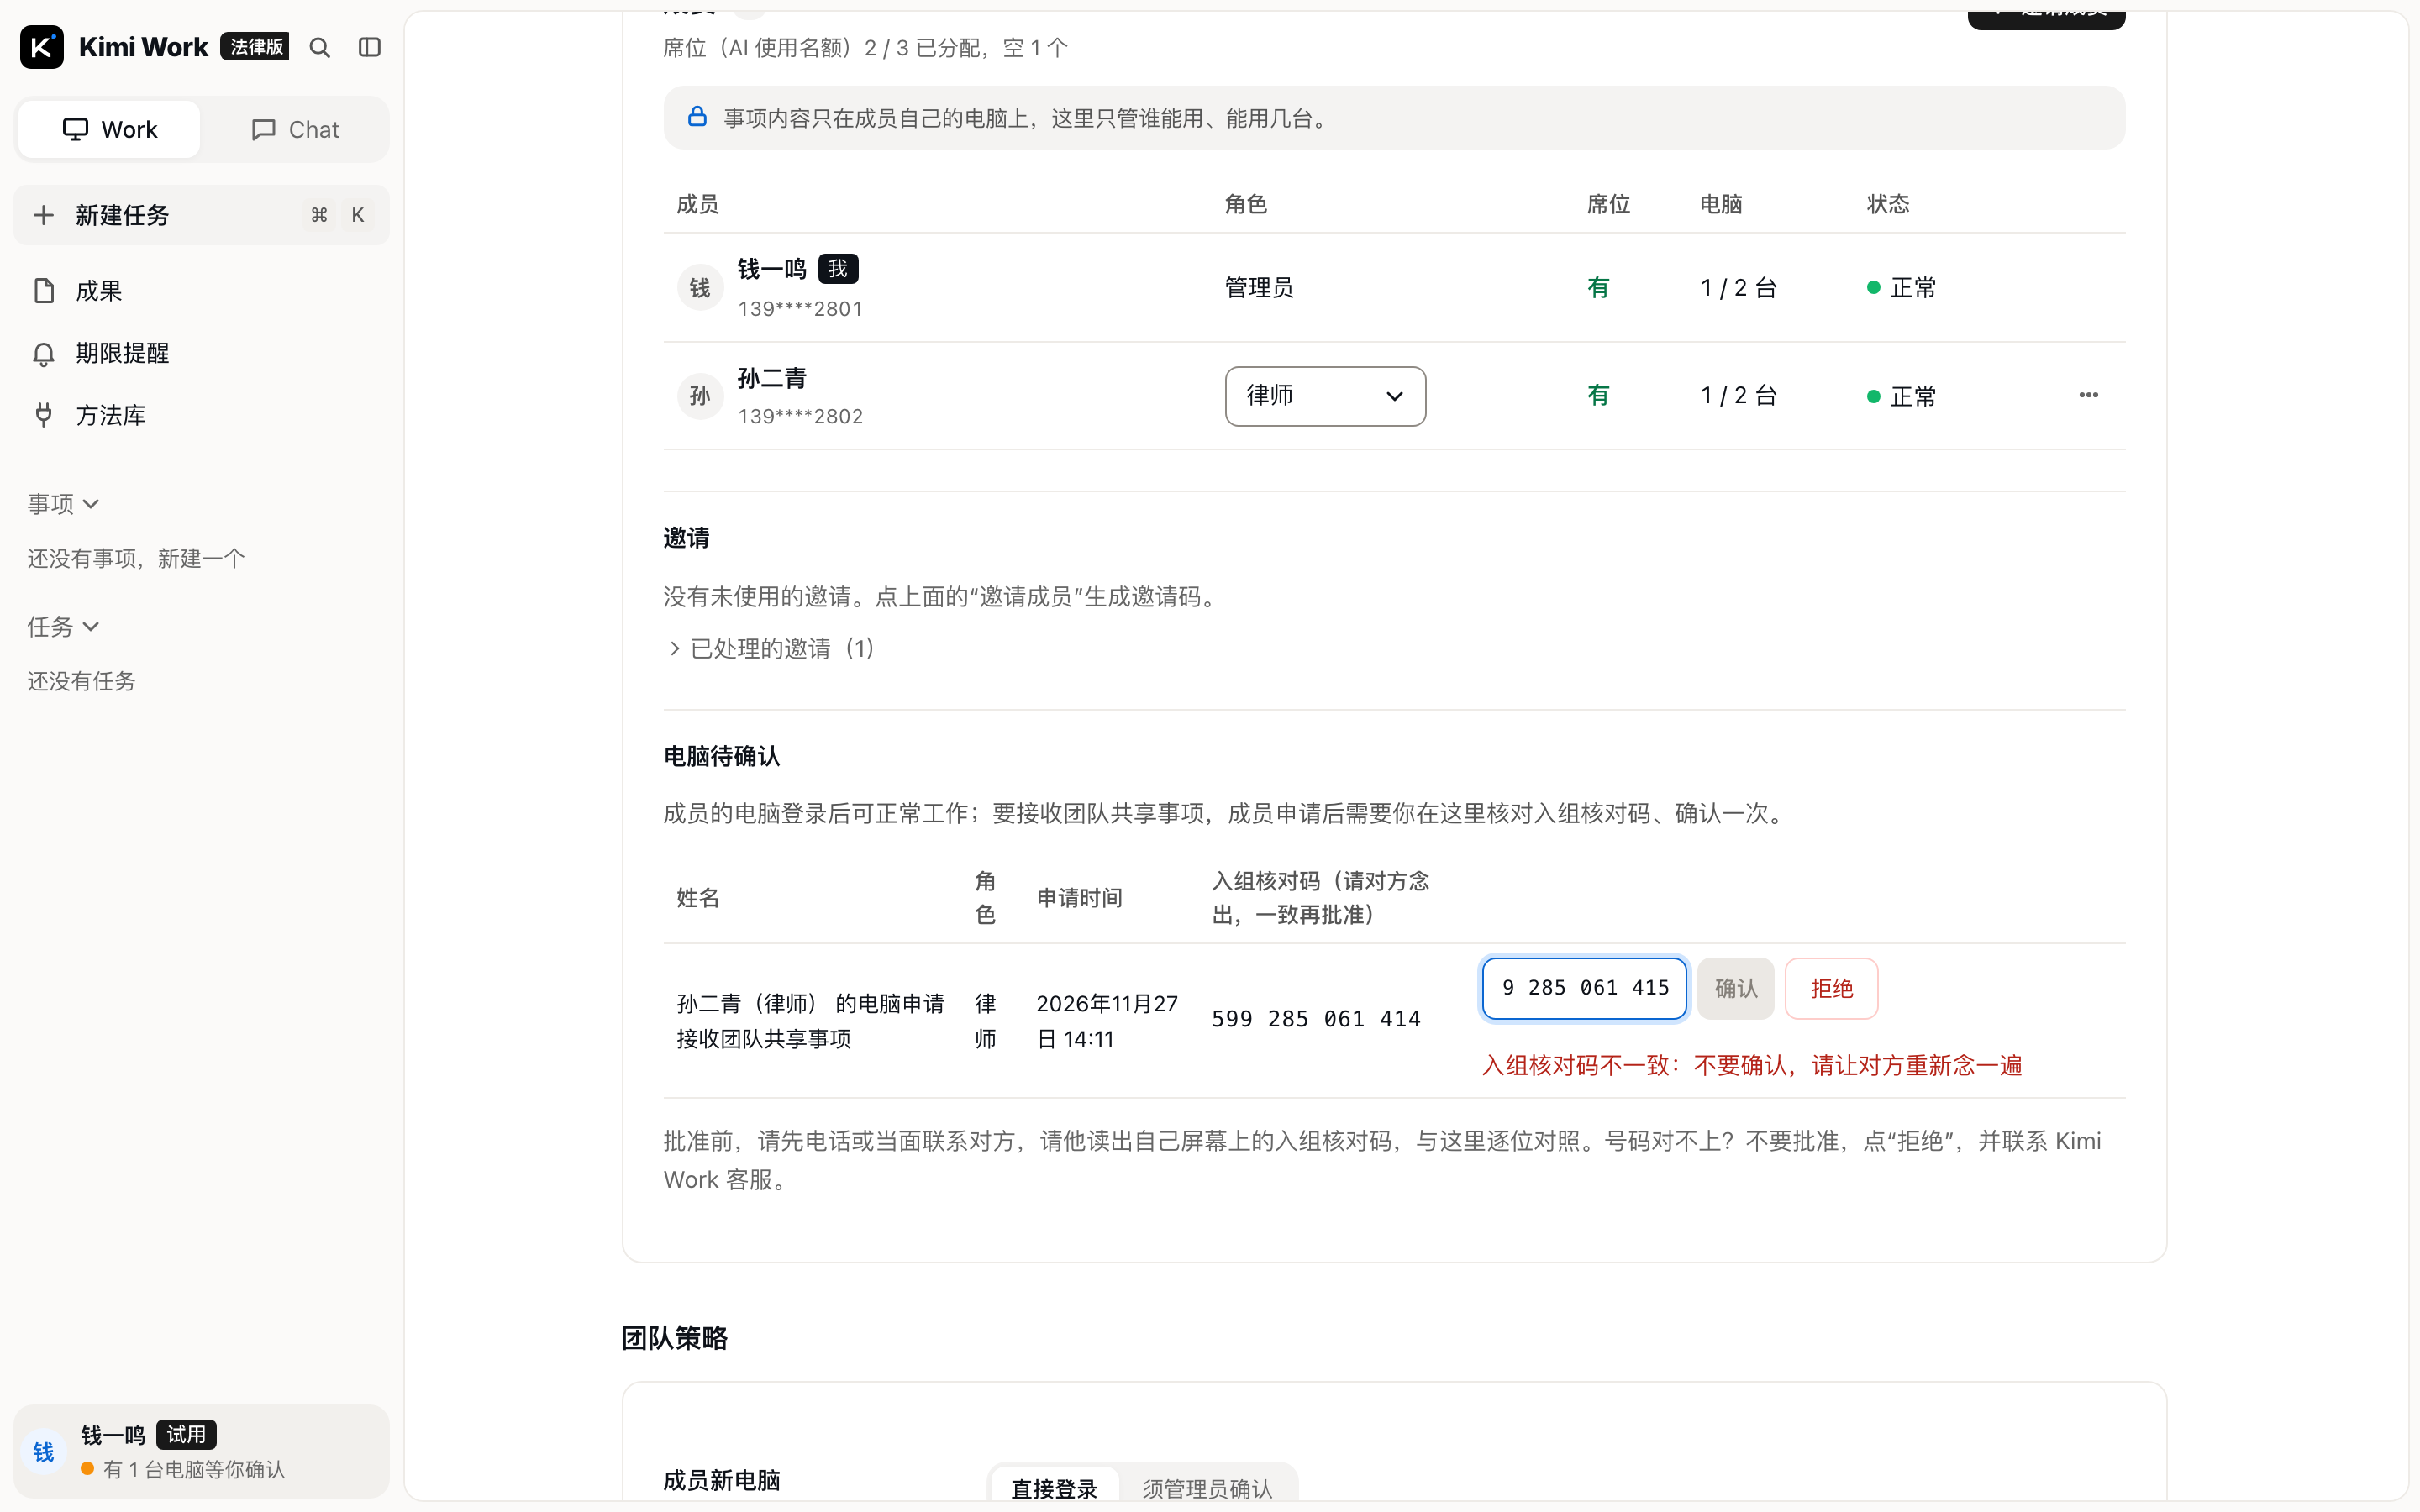 Kimi Work 法律版
Work
Chat
新建任务 ⌘ K
成果
期限提醒
方法库
事项
还没有事项，新建一个
任务
还没有任务
钱 钱一鸣 试用
有 1 台电脑等你确认
席位（AI 使用名额）2 / 3 已分配，空 1 个
事项内容只在成员自己的电脑上，这里只管谁能用、能用几台。
成员 角色 席位 电脑 状态
钱 钱一鸣 我 管理员 有 1 / 2 台 正常
139****2801
孙 孙二青 律师 有 1 / 2 台 正常
139****2802
邀请
没有未使用的邀请。点上面的“邀请成员”生成邀请码。
已处理的邀请（1）
电脑待确认
成员的电脑登录后可正常工作；要接收团队共享事项，成员申请后需要你在这里核对入组核对码、确认一次。
姓名
角
色
申请时间
入组核对码（请对方念
出，一致再批准）
孙二青（律师） 的电脑申请
接收团队共享事项
律
师
2026年11月27
日 14:11
599 285 061 414
9 285 061 415 确认 拒绝
入组核对码不一致：不要确认，请让对方重新念一遍
批准前，请先电话或当面联系对方，请他读出自己屏幕上的入组核对码，与这里逐位对照。号码对不上？不要批准，点“拒绝”，并联系 Kimi
Work 客服。
团队策略
成员新电脑 直接登录 须管理员确认